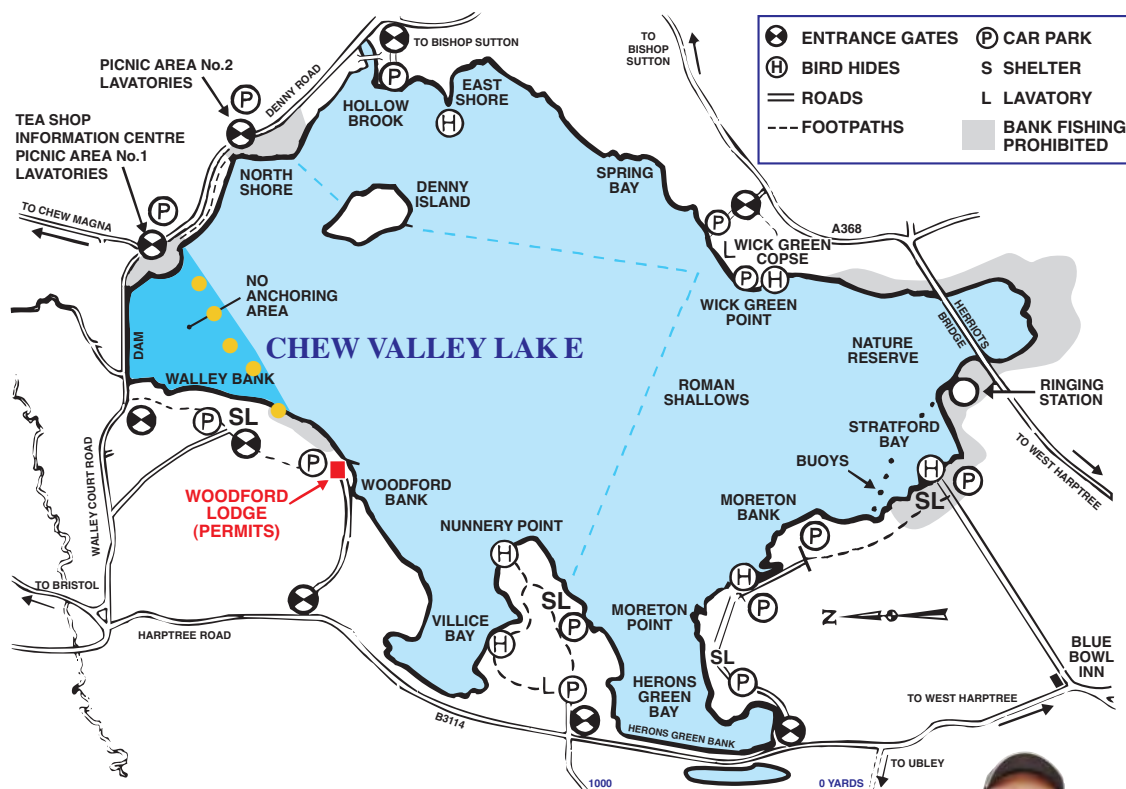 TO BISHOP SUTTON
PICNIC AREA No.2
LAVATORIES
P
DENNY ROAD
P
HOLLOW
BROOK
EAST
SHORE
H
TEA SHOP
INFORMATION CENTRE
PICNIC AREA No.1
LAVATORIES
P
TO CHEW MAGNA
NORTH
SHORE
DENNY
ISLAND
SPRING
BAY
TO
BISHOP
SUTTON
ENTRANCE GATES
P CAR PARK
H BIRD HIDES
S SHELTER
ROADS
L LAVATORY
FOOTPATHS
BANK FISHING
PROHIBITED
A368
P
L
WICK GREEN
COPSE
P
H
WICK GREEN
POINT
NO
ANCHORING
AREA
DAM
CHEW VALLEY LAKE
WALLEY BANK
HERRIOTS
BRIDGE
NATURE
RESERVE
ROMAN
SHALLOWS
RINGING
STATION
STRATFORD
BAY
BUOYS
TO WEST HARPTREE
P
SL
P
WALLEY COURT ROAD
WOODFORD
LODGE
(PERMITS)
WOODFORD
BANK
H
SL
P
MORETON
BANK
P
NUNNERY POINT
H
H
P
TO BRISTOL
SL
P
MORETON
POINT
N
HARPTREE ROAD
VILLICE
BAY
H
SL
P
BLUE
BOWL
INN
L
P
HERONS
GREEN
BAY
TO WEST HARPTREE
B3114
HERONS GREEN BANK
TO UBLEY
1000
0 YARDS